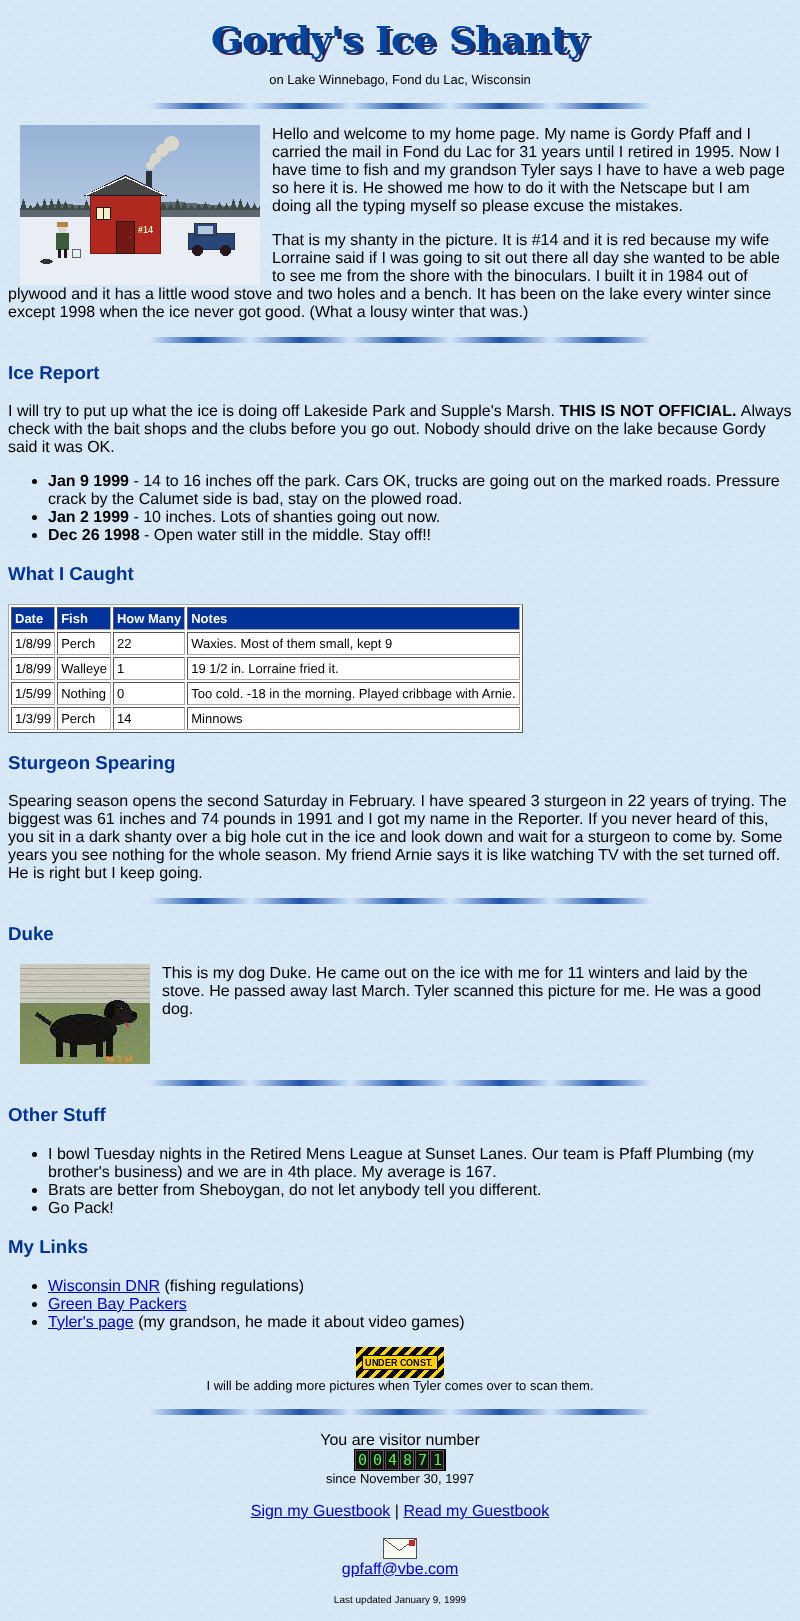 Gordy's Ice Shanty
on Lake Winnebago, Fond du Lac, Wisconsin
#14
Hello and welcome to my home page. My name is Gordy Pfaff and I
carried the mail in Fond du Lac for 31 years until I retired in 1995. Now I
have time to fish and my grandson Tyler says I have to have a web page
so here it is. He showed me how to do it with the Netscape but I am
doing all the typing myself so please excuse the mistakes.
That is my shanty in the picture. It is #14 and it is red because my wife
Lorraine said if I was going to sit out there all day she wanted to be able
to see me from the shore with the binoculars. I built it in 1984 out of
plywood and it has a little wood stove and two holes and a bench. It has been on the lake every winter since
except 1998 when the ice never got good. (What a lousy winter that was.)
Ice Report
I will try to put up what the ice is doing off Lakeside Park and Supple's Marsh. THIS IS NOT OFFICIAL. Always
check with the bait shops and the clubs before you go out. Nobody should drive on the lake because Gordy
said it was OK.
• Jan 9 1999 - 14 to 16 inches off the park. Cars OK, trucks are going out on the marked roads. Pressure
crack by the Calumet side is bad, stay on the plowed road.
• Jan 2 1999 - 10 inches. Lots of shanties going out now.
• Dec 26 1998 - Open water still in the middle. Stay off!!
What I Caught
Date Fish How Many Notes
1/8/99 Perch 22 Waxies. Most of them small, kept 9
1/8/99 Walleye 1 19 1/2 in. Lorraine fried it.
1/5/99 Nothing 0 Too cold. -18 in the morning. Played cribbage with Arnie.
1/3/99 Perch 14 Minnows
Sturgeon Spearing
Spearing season opens the second Saturday in February. I have speared 3 sturgeon in 22 years of trying. The
biggest was 61 inches and 74 pounds in 1991 and I got my name in the Reporter. If you never heard of this,
you sit in a dark shanty over a big hole cut in the ice and look down and wait for a sturgeon to come by. Some
years you see nothing for the whole season. My friend Arnie says it is like watching TV with the set turned off.
He is right but I keep going.
Duke
This is my dog Duke. He came out on the ice with me for 11 winters and laid by the
stove. He passed away last March. Tyler scanned this picture for me. He was a good
dog.
Other Stuff
• I bowl Tuesday nights in the Retired Mens League at Sunset Lanes. Our team is Pfaff Plumbing (my
brother's business) and we are in 4th place. My average is 167.
• Brats are better from Sheboygan, do not let anybody tell you different.
• Go Pack!
My Links
• Wisconsin DNR (fishing regulations)
• Green Bay Packers
• Tyler's page (my grandson, he made it about video games)
UNDER CONST.
I will be adding more pictures when Tyler comes over to scan them.
You are visitor number
004871
since November 30, 1997
Sign my Guestbook | Read my Guestbook
gpfaff@vbe.com
Last updated January 9, 1999